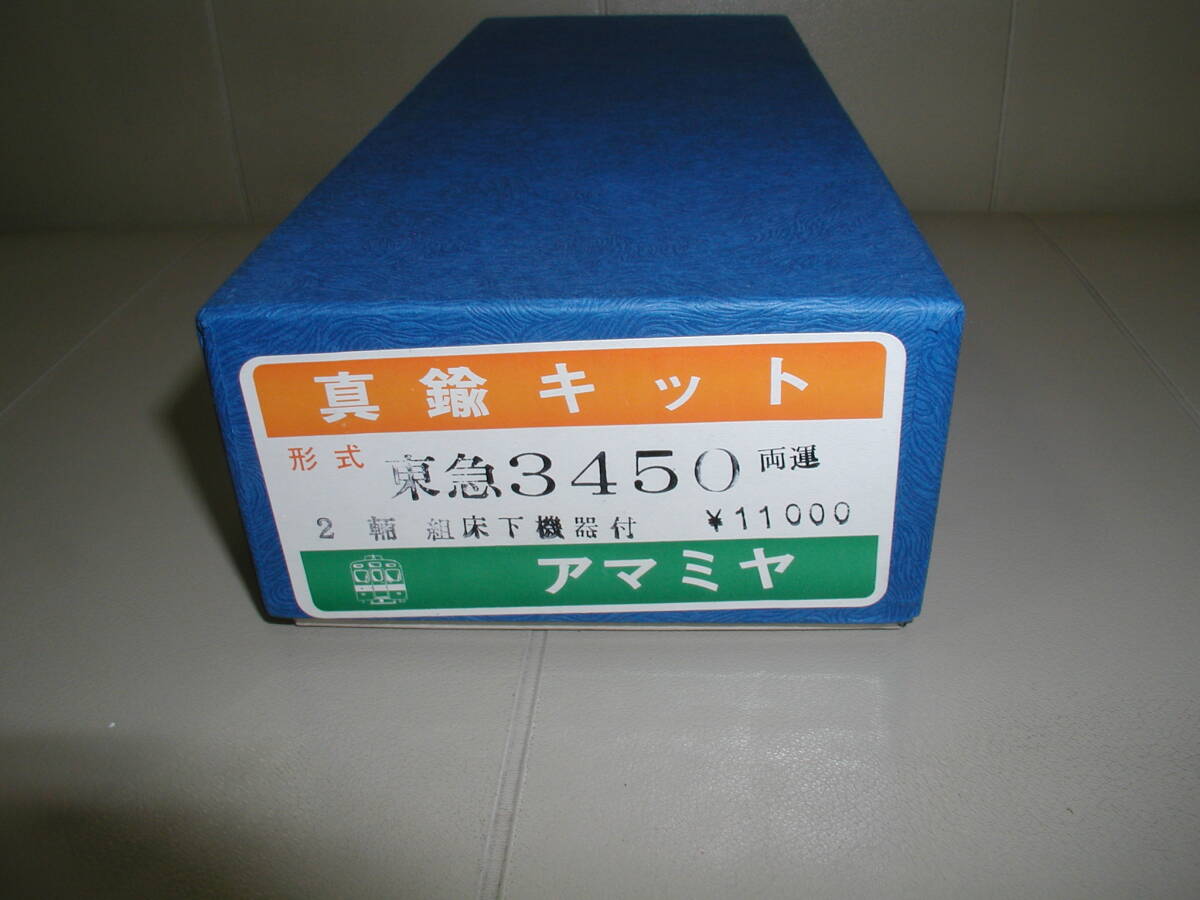 真鍮キット
形式 東急3450 両運
2 輛 組床下機器付 ¥11000
アマミヤ